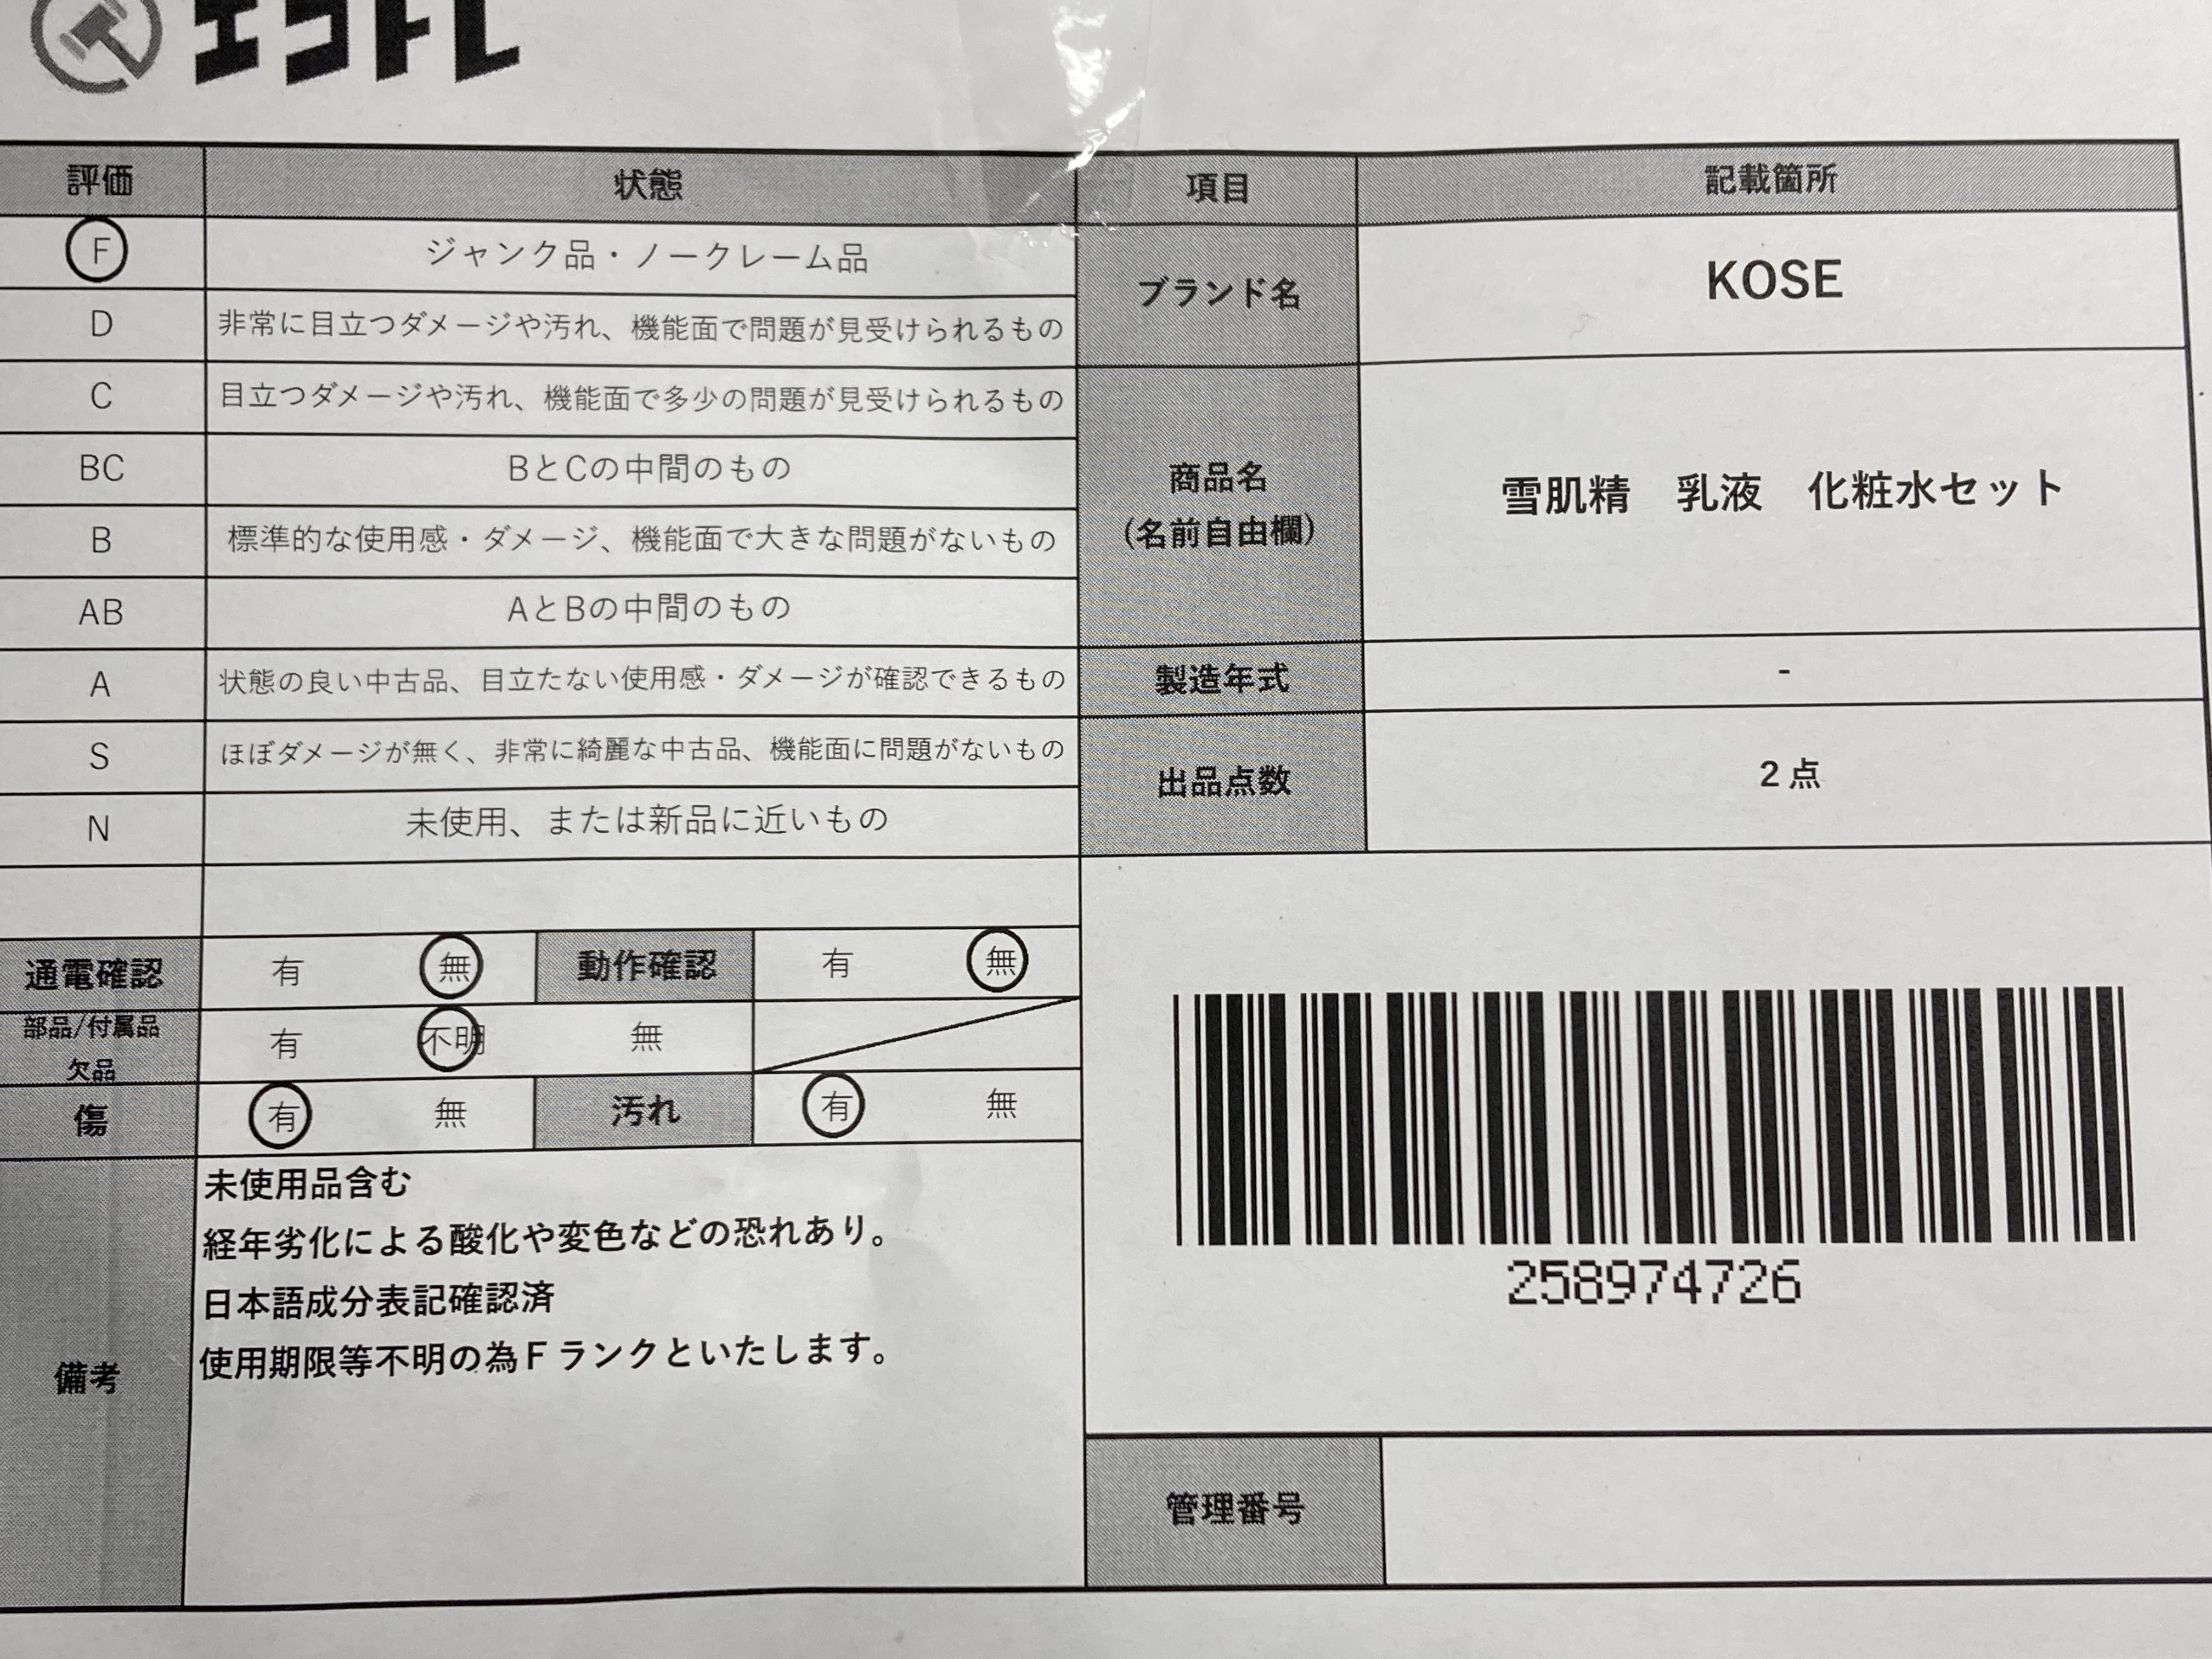 評価 状態
F ジャンク品・ノークレーム品
D 非常に目立つダメージや汚れ、機能面で問題が見受けられるもの
C 目立つダメージや汚れ、機能面で多少の問題が見受けられるもの
BC BとCの中間のもの
B 標準的な使用感・ダメージ、機能面で大きな問題がないもの
AB AとBの中間のもの
A 状態の良い中古品、目立たない使用感・ダメージが確認できるもの
S ほぼダメージが無く、非常に綺麗な中古品、機能面に問題がないもの
N 未使用、または新品に近いもの
通電確認 有 無 動作確認 有 無
部品/付属品
欠品
有 不明 無
傷 有 無 汚れ 有 無
備考
未使用品含む
経年劣化による酸化や変色などの恐れあり。
日本語成分表記確認済
使用期限等不明の為Fランクといたします。
項目 記載箇所
ブランド名 KOSE
商品名
(名前自由欄)
雪肌精 乳液 化粧水セット
製造年式 -
出品点数 2点
258974726
管理番号